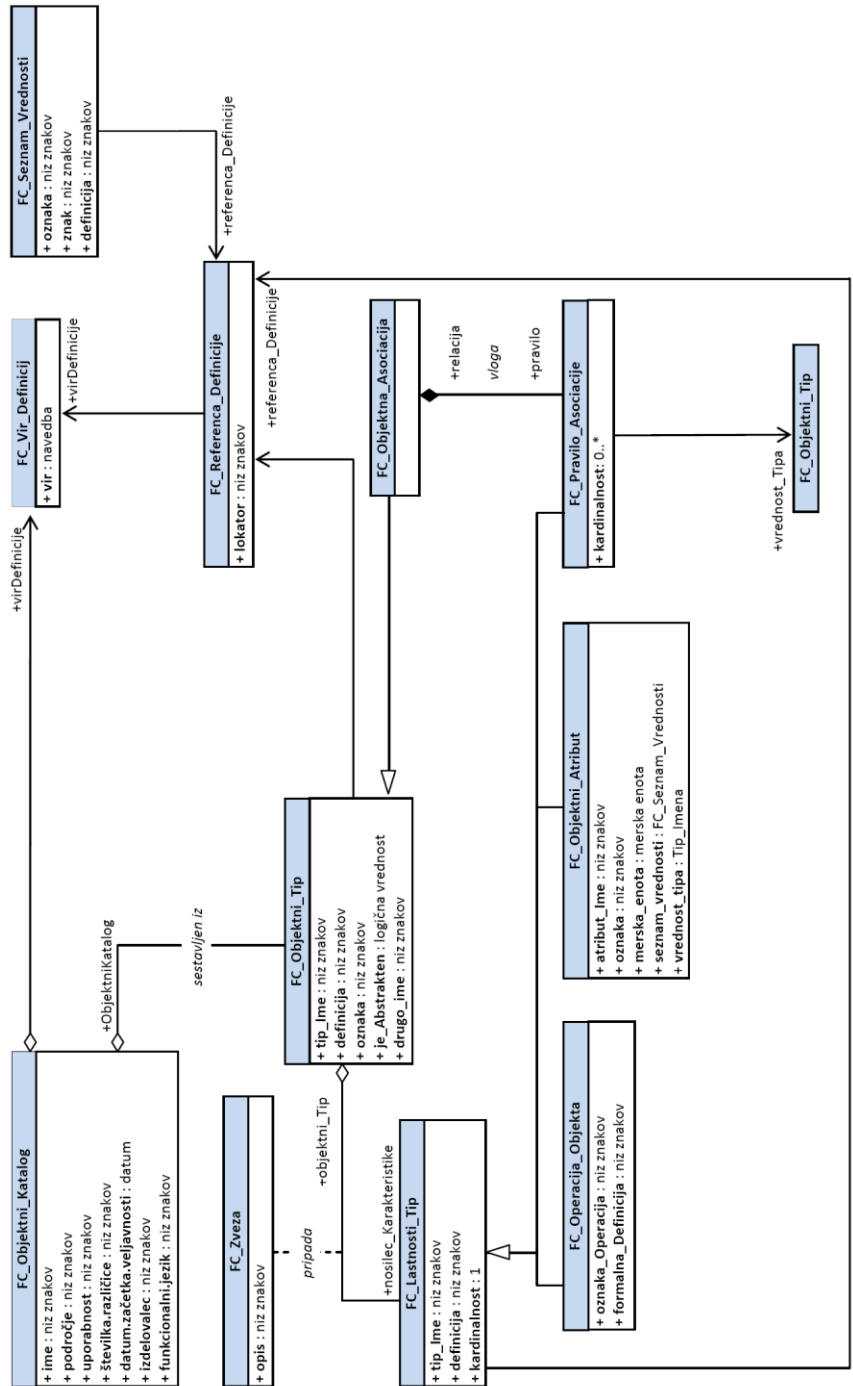 FC_Objektni_Katalog
+ ime : niz znakov
+ področje : niz znakov
+ uporabnost : niz znakov
+ številka.različice : niz znakov
+ datum.začetka.veljavnosti : datum
+ izdelovalec : niz znakov
+ funkcionalni.jezik : niz znakov
+virDefinicije
FC_Vir_Definicij
+ vir : navedba
+virDefinicije
FC_Seznam_Vrednosti
+ oznaka : niz znakov
+ znak : niz znakov
+ definicija : niz znakov
+ObjektniKatalog
sestavljen iz
+referenca_Definicije
FC_Zveza
+ opis : niz znakov
pripada
FC_Objektni_Tip
+ tip_Ime : niz znakov
+ definicija : niz znakov
+ oznaka : niz znakov
+ je_Abstrakten : logična vrednost
+ drugo_ime : niz znakov
FC_Referenca_Definicije
+ lokator : niz znakov
+referenca_Definicije
+objektni_Tip
+nosilec_Karakteristike
FC_Lastnosti_Tip
+ tip_Ime : niz znakov
+ definicija : niz znakov
+ kardinalnost : 1
FC_Objektna_Asociacija
+relacija
vloga
+pravilo
FC_Operacija_Objekta
+ oznaka_Operacija : niz znakov
+ formalna_Definicija : niz znakov
FC_Objektni_Atribut
+ atribut_Ime : niz znakov
+ oznaka : niz znakov
+ merska_enota : merska enota
+ seznam_vrednosti : FC_Seznam_Vrednosti
+ vrednost_tipa : Tip_Imena
FC_Pravilo_Asociacije
+ kardinalnost: 0..*
+vrednost_Tipa
FC_Objektni_Tip